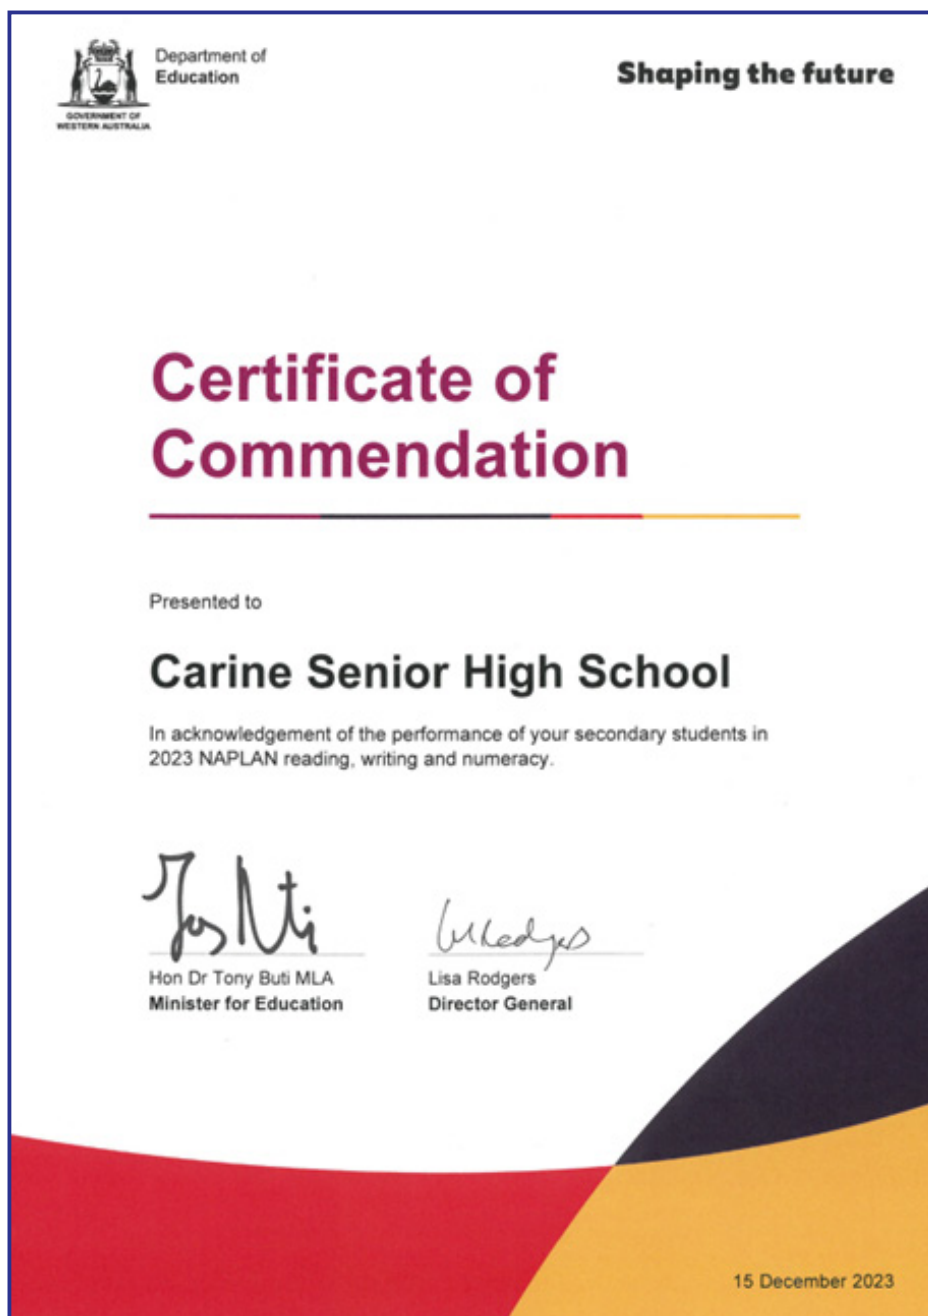 Department of
Education
GOVERNMENT OF
WESTERN AUSTRALIA
Shaping the future
Certificate of
Commendation
Presented to
Carine Senior High School
In acknowledgement of the performance of your secondary students in
2023 NAPLAN reading, writing and numeracy.
Hon Dr Tony Buti MLA
Minister for Education
Lisa Rodgers
Director General
15 December 2023